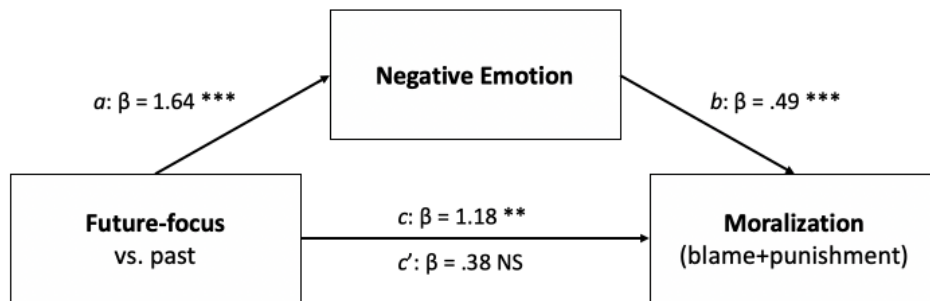 Negative Emotion
a: β = 1.64 ***
b: β = .49 ***
Future-focus
vs. past
c: β = 1.18 **
c′: β = .38 NS
Moralization
(blame+punishment)